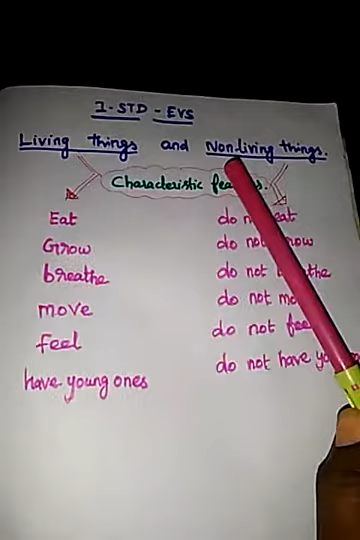 I-STD-EVS
Living things and Non-living things.
Characteristic
Eat do eat
Grow do not
breathe do not
move do not
feel do not
have young ones do not have